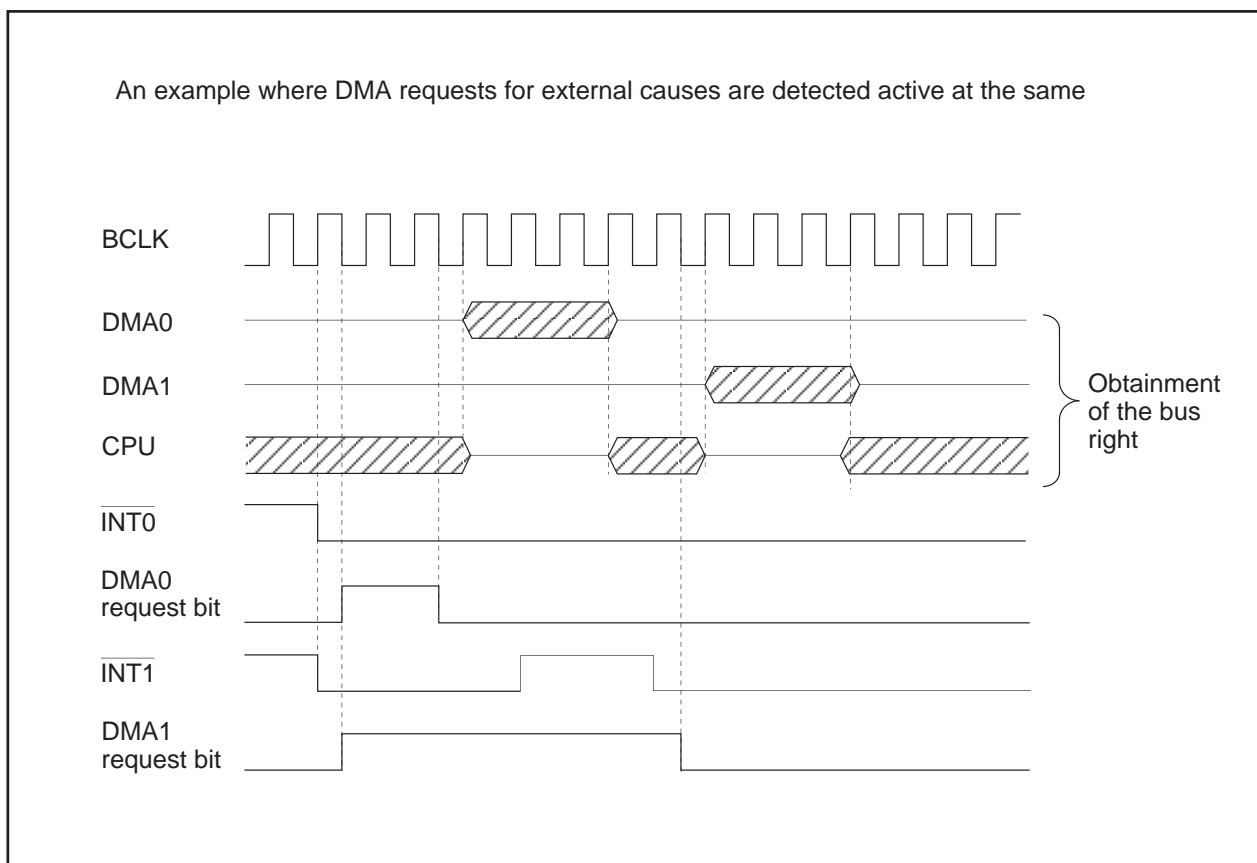 An example where DMA requests for external causes are detected active at the same
BCLK
DMA0
DMA1
CPU
Obtainment
of the bus
right
INT0
DMA0
request bit
INT1
DMA1
request bit